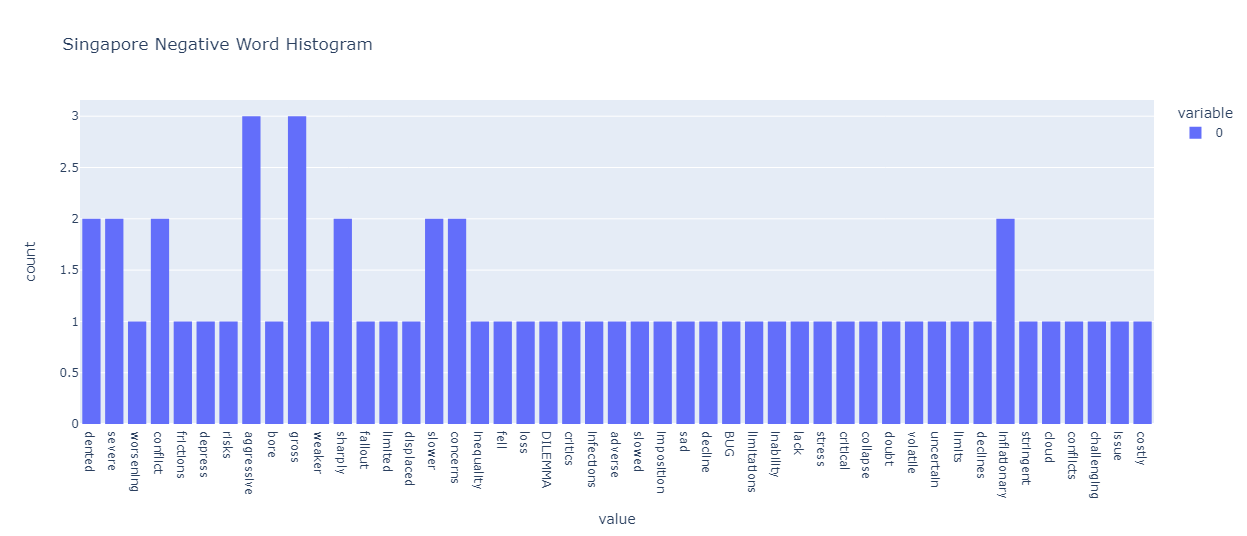 Singapore Negative Word Histogram
variable
0
count
3
2.5
2
1.5
1
0.5
0
dented
severe
worsening
conflict
frictions
depress
risks
aggressive
bore
gross
weaker
sharply
fallout
limited
displaced
slower
concerns
inequality
fell
loss
DILEMMA
critics
infections
adverse
slowed
imposition
sad
decline
BUG
limitations
inability
lack
stress
critical
collapse
doubt
volatile
uncertain
limits
declines
inflationary
stringent
cloud
conflicts
challenging
issue
costly
value